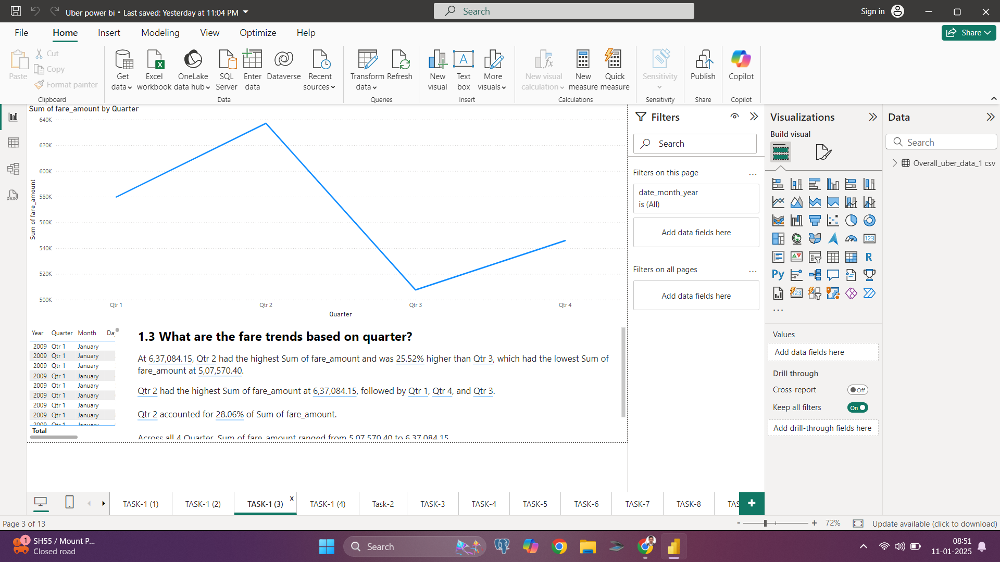 Uber power bi • Last saved: Yesterday at 11:04 PM
Search
Sign in
File
Home
Insert
Modeling
View
Optimize
Help
Share
Paste
Cut
Copy
Format painter
Clipboard
Get data
Excel workbook
OneLake data hub
SQL Server
Enter data
Dataverse
Recent sources
Data
Transform data
Refresh
Queries
New visual
Text box
More visuals
Insert
New visual calculation
New measure
Quick measure
Calculations
Sensitivity
Sensitivity
Publish
Share
Copilot
Copilot
Sum of fare_amount by Quarter
640K
620K
600K
580K
560K
540K
520K
500K
Sum of fare_amount
Qtr 1
Qtr 2
Qtr 3
Qtr 4
Quarter
Year Quarter Month Da
2009 Qtr 1 January
2009 Qtr 1 January
2009 Qtr 1 January
2009 Qtr 1 January
2009 Qtr 1 January
2009 Qtr 1 January
2009 Qtr 1 January
2009 Qtr 1 January
2009 Qtr 1 January
Total
1.3 What are the fare trends based on quarter?
At 6,37,084.15, Qtr 2 had the highest Sum of fare_amount and was 25.52% higher than Qtr 3, which had the lowest Sum of
fare_amount at 5,07,570.40.
Qtr 2 had the highest Sum of fare_amount at 6,37,084.15, followed by Qtr 1, Qtr 4, and Qtr 3.
Qtr 2 accounted for 28.06% of Sum of fare_amount.
Across all 4 Quarter, Sum of fare_amount ranged from 5,07,570.40 to 6,37,084.15.
Filters
Search
Filters on this page
...
date_month_year
is (All)
Add data fields here
Filters on all pages
...
Add data fields here
Visualizations
Build visual
123
R
Py
123
...
Values
Add data fields here
Drill through
Cross-report
Off
Keep all filters
On
Add drill-through fields here
Data
Search
Overall_uber_data_1 csv
DAX
TASK-1 (1)
TASK-1 (2)
TASK-1 (3)
x
TASK-1 (4)
Task-2
TASK-3
TASK-4
TASK-5
TASK-6
TASK-7
TASK-8
TAS
+
Page 3 of 13
-
+
72%
Update available (click to download)
1
SH55 / Mount P...
Closed road
Search
08:51
11-01-2025